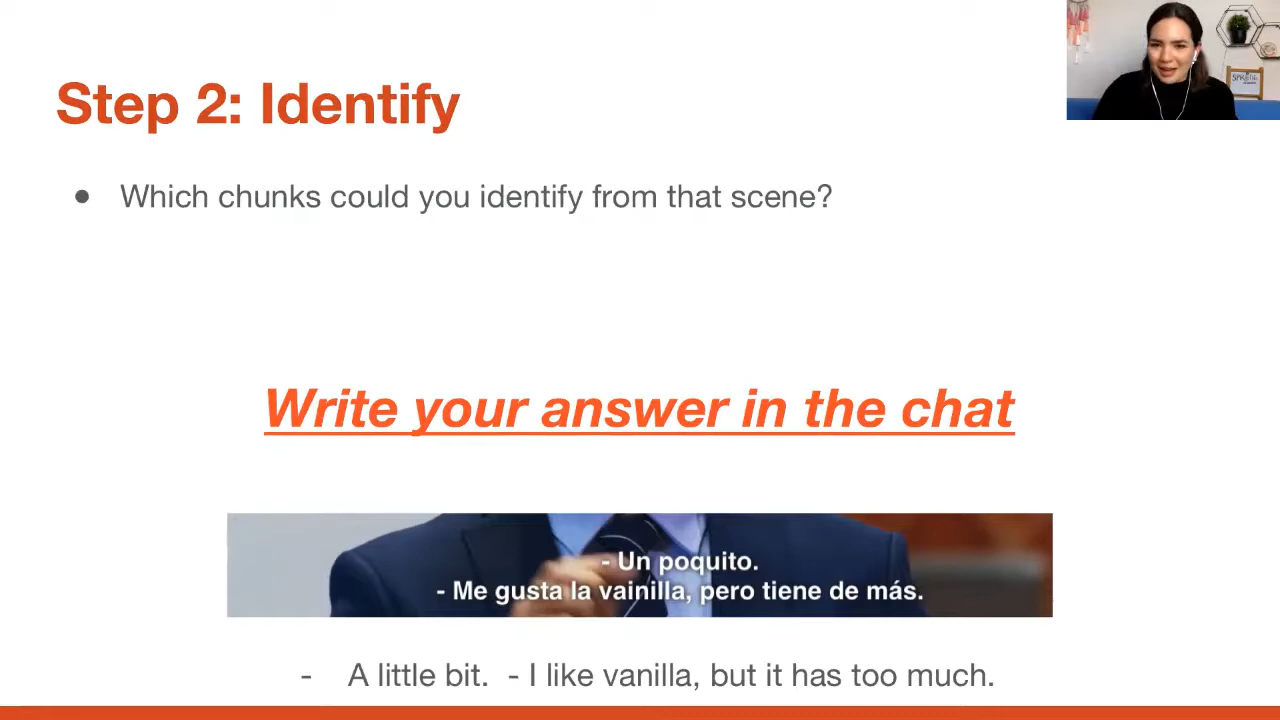 Step 2: Identify
● Which chunks could you identify from that scene?
Write your answer in the chat
- Un poquito.
- Me gusta la vainilla, pero tiene de más.
- A little bit. - I like vanilla, but it has too much.